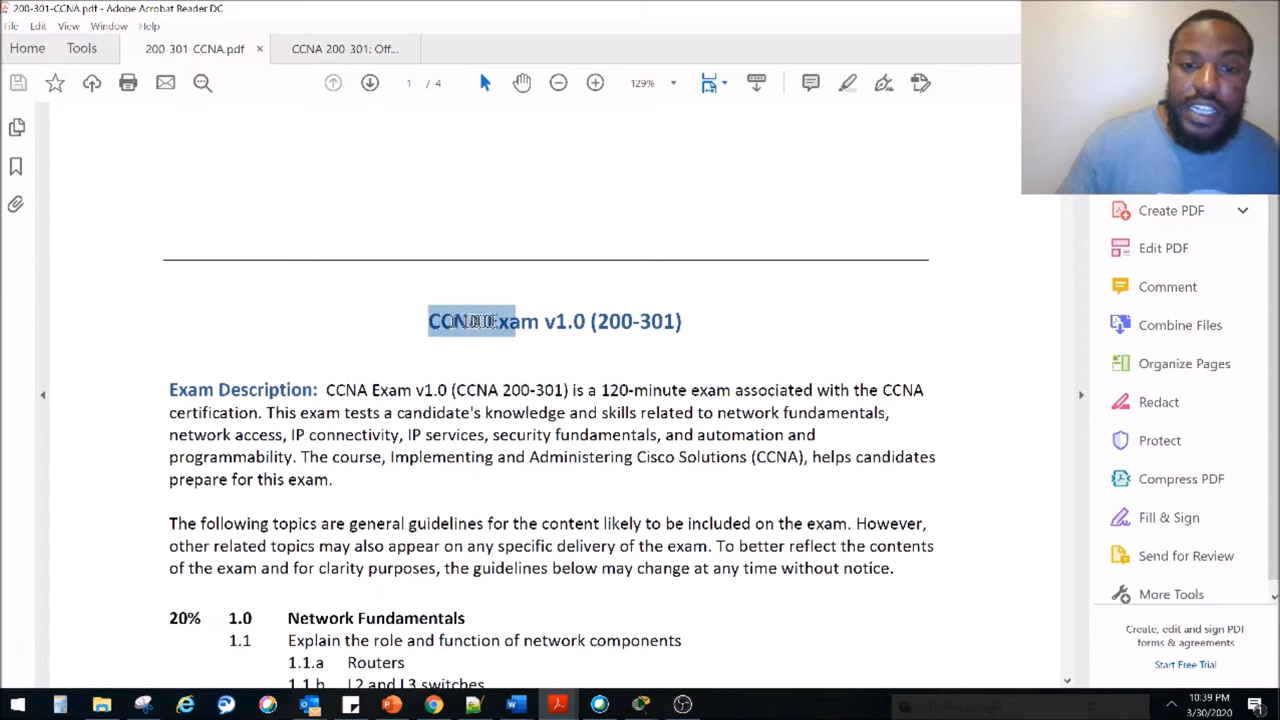 200-301-CCNA.pdf - Adobe Acrobat Reader DC
File Edit View Window Help
Home Tools 200-301-CCNA.pdf × CCNA 200-301: Off...
1 / 4 129%
Create PDF
Edit PDF
Comment
Combine Files
Organize Pages
Redact
Protect
Compress PDF
Fill & Sign
Send for Review
More Tools
Create, edit and sign PDF
forms & agreements
Start Free Trial
CCNA Exam v1.0 (200-301)
Exam Description: CCNA Exam v1.0 (CCNA 200-301) is a 120-minute exam associated with the CCNA
certification. This exam tests a candidate's knowledge and skills related to network fundamentals,
network access, IP connectivity, IP services, security fundamentals, and automation and
programmability. The course, Implementing and Administering Cisco Solutions (CCNA), helps candidates
prepare for this exam.
The following topics are general guidelines for the content likely to be included on the exam. However,
other related topics may also appear on any specific delivery of the exam. To better reflect the contents
of the exam and for clarity purposes, the guidelines below may change at any time without notice.
20% 1.0 Network Fundamentals
1.1 Explain the role and function of network components
1.1.a Routers
1.1.b L2 and L3 switches
10:39 PM
3/30/2020